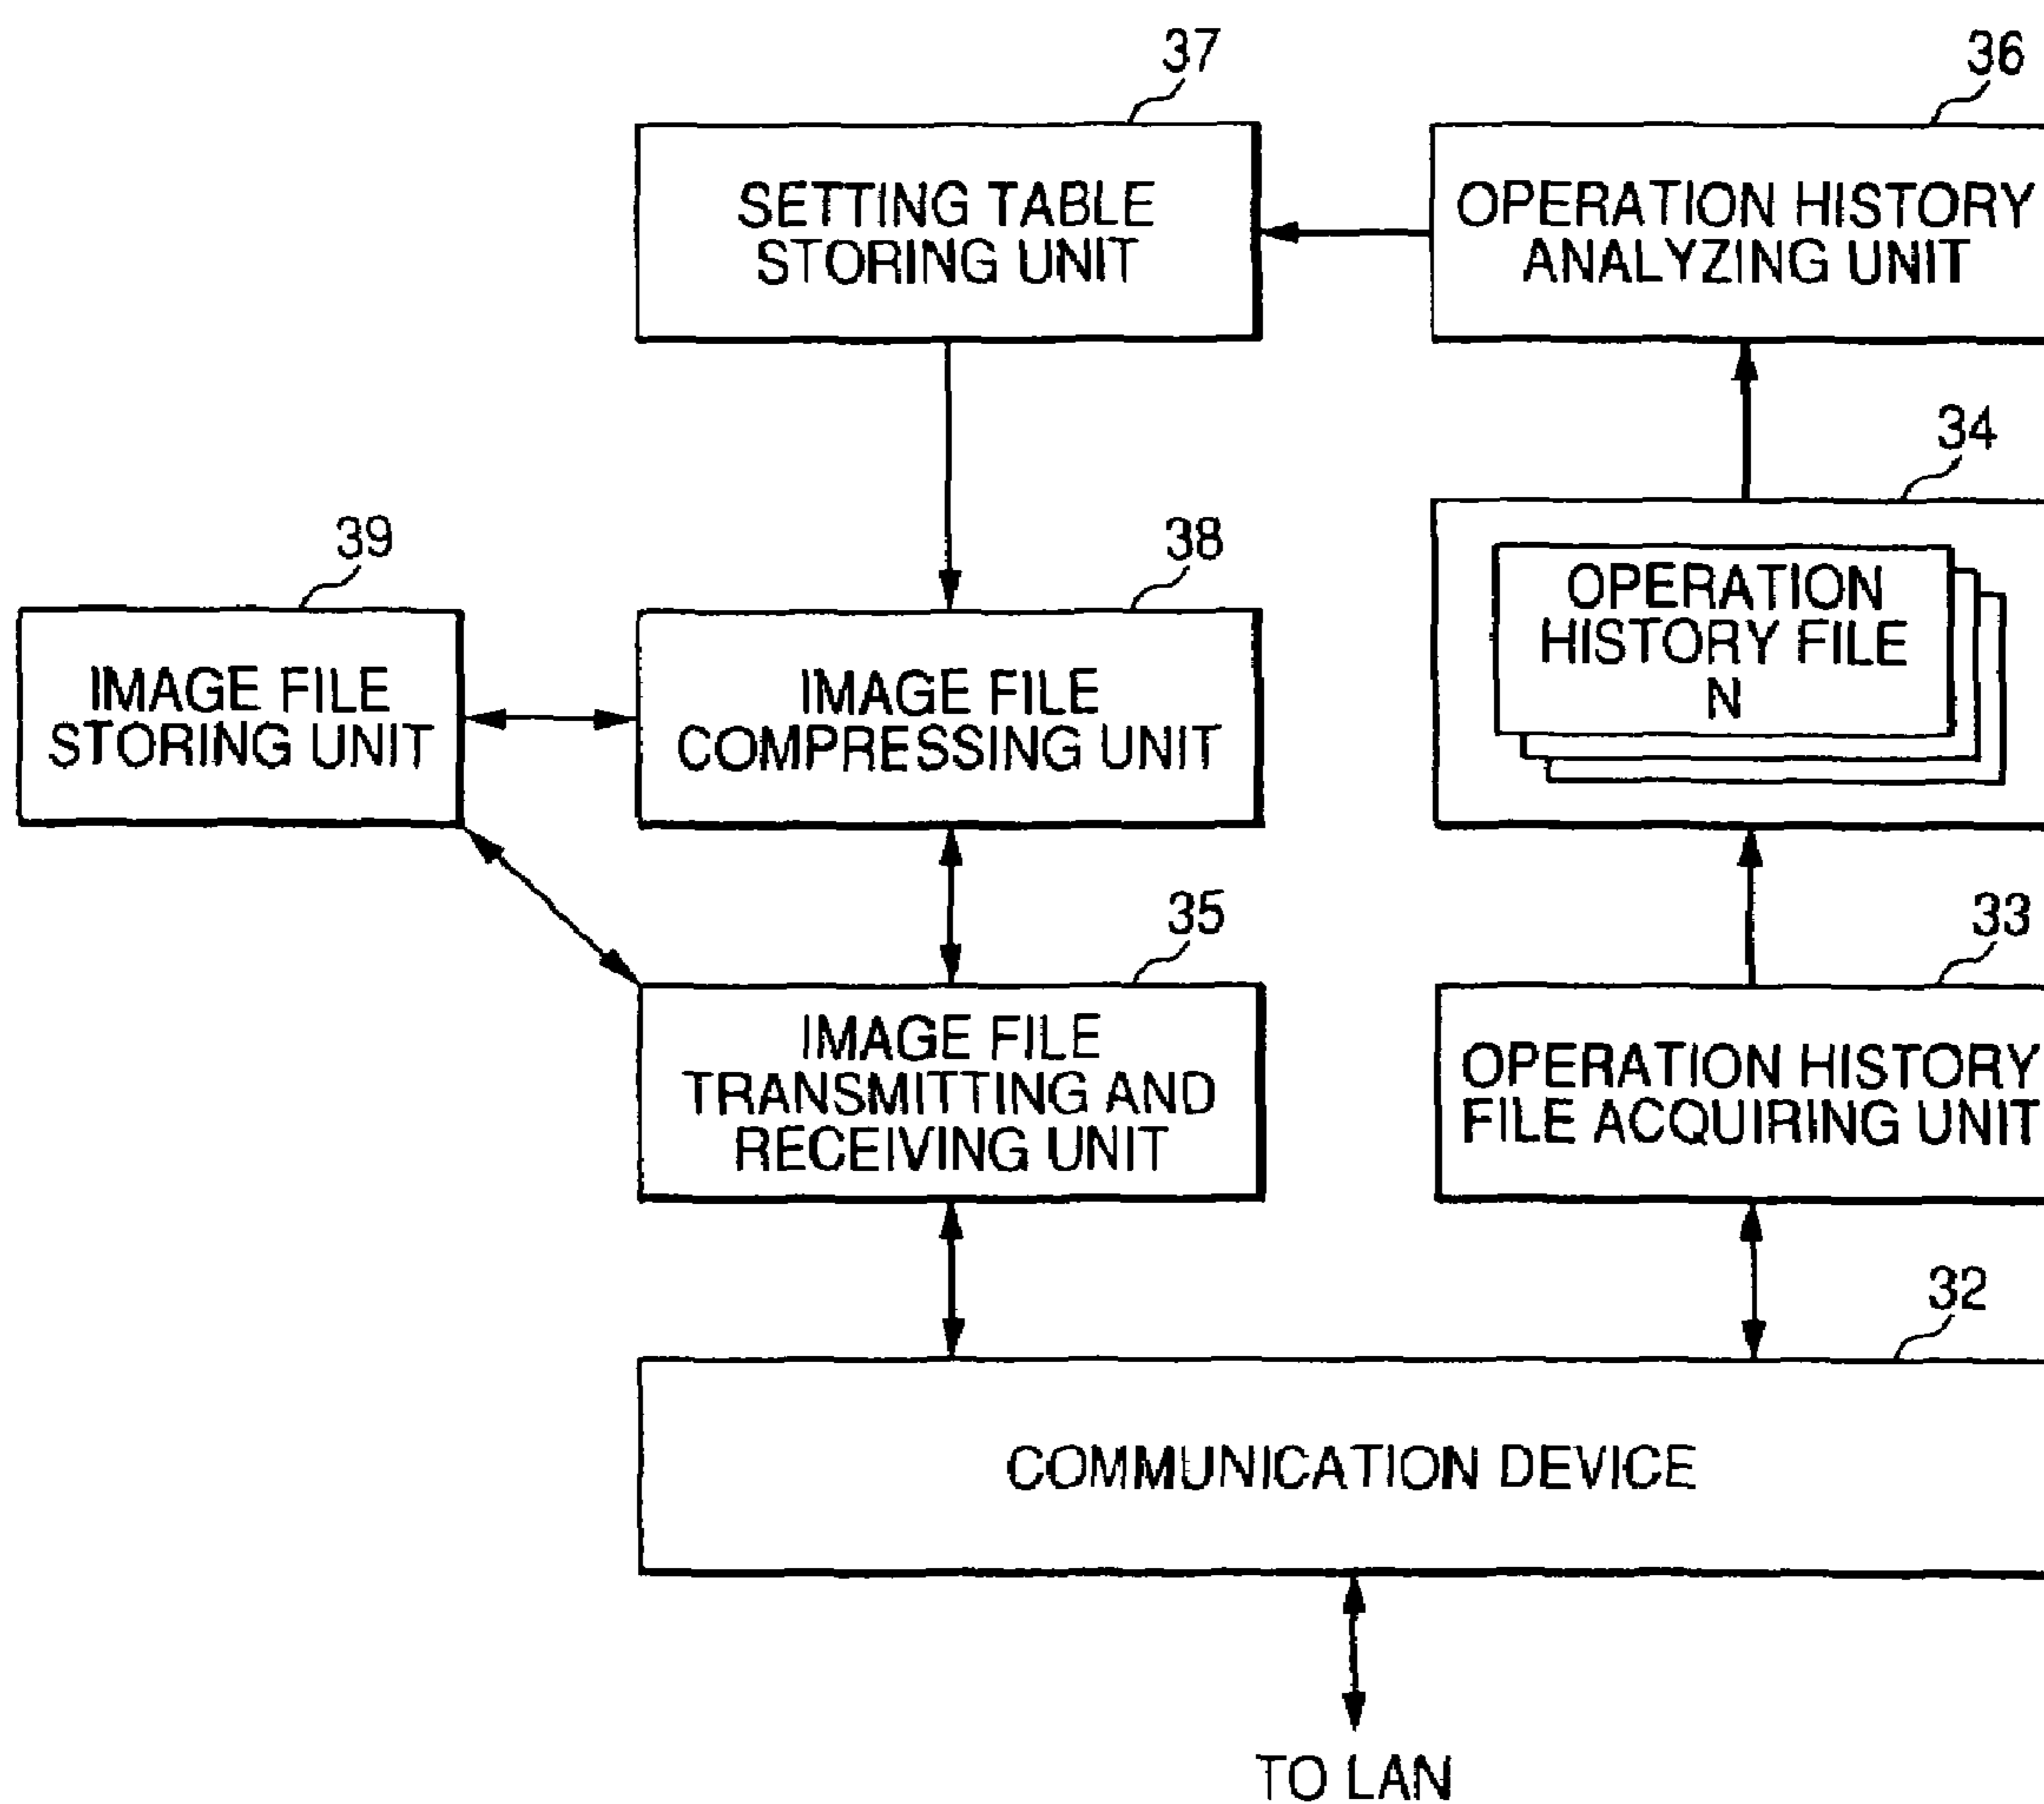 37
36
SETTING TABLE
STORING UNIT
OPERATION HISTORY
ANALYZING UNIT
34
39
38
OPERATION
HISTORY FILE
N
IMAGE FILE
STORING UNIT
IMAGE FILE
COMPRESSING UNIT
35
33
IMAGE FILE
TRANSMITTING AND
RECEIVING UNIT
OPERATION HISTORY
FILE ACQUIRING UNIT
32
COMMUNICATION DEVICE
TO LAN